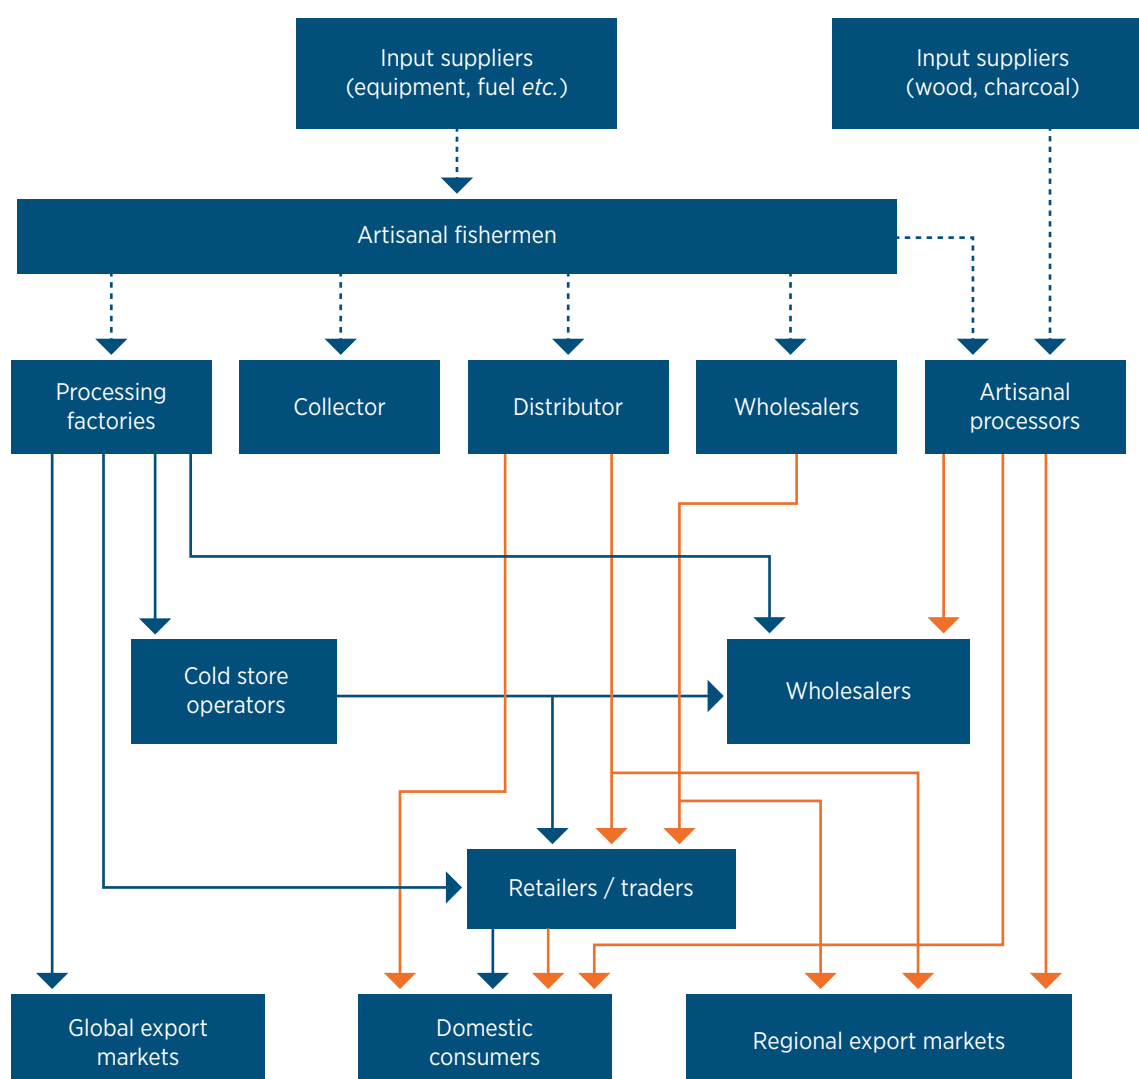 Input suppliers
(equipment, fuel etc.)
Input suppliers
(wood, charcoal)
Artisanal fishermen
Processing
factories
Collector
Distributor
Wholesalers
Artisanal
processors
Cold store
operators
Wholesalers
Retailers / traders
Global export
markets
Domestic
consumers
Regional export markets